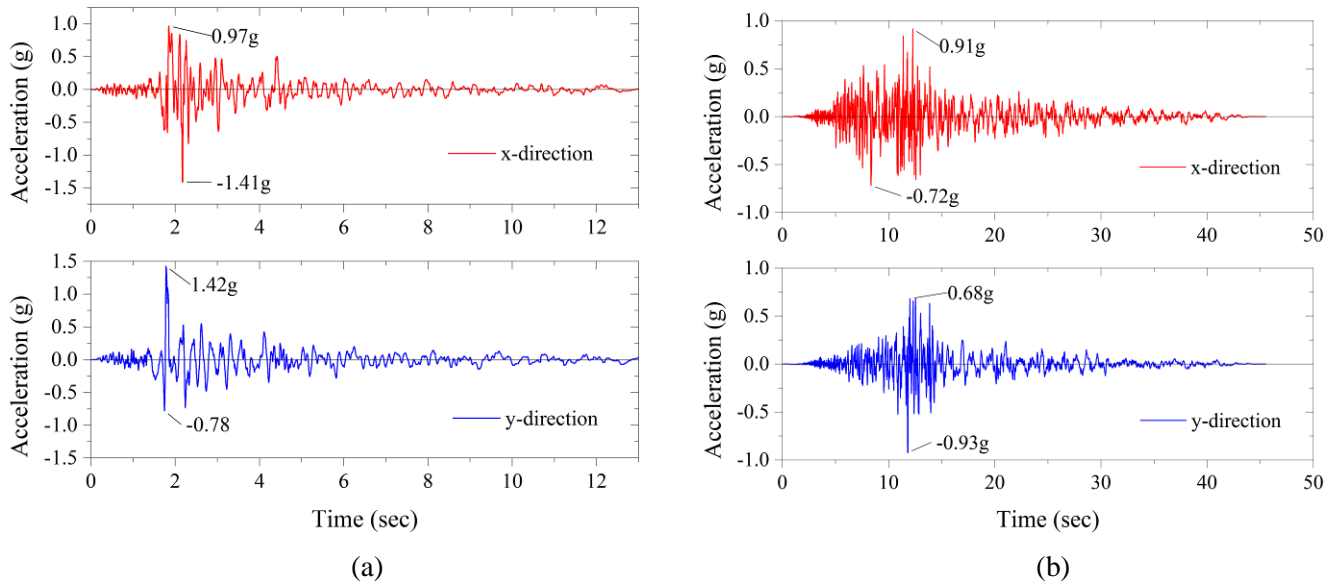 1.0
0.97g
0.5
0.0
-0.5
-1.0
x-direction
-1.5
-1.41g
0 2 4 6 8 10 12
Acceleration (g)
1.5
1.42g
1.0
0.5
0.0
-0.5
-1.0
-0.78
y-direction
-1.5
0 2 4 6 8 10 12
Acceleration (g)
Time (sec)
(a)
1.0
0.91g
0.5
0.0
-0.5
x-direction
-0.72g
-1.0
0 10 20 30 40 50
Acceleration (g)
1.0
0.68g
0.5
0.0
-0.5
y-direction
-0.93g
-1.0
0 10 20 30 40 50
Acceleration (g)
Time (sec)
(b)